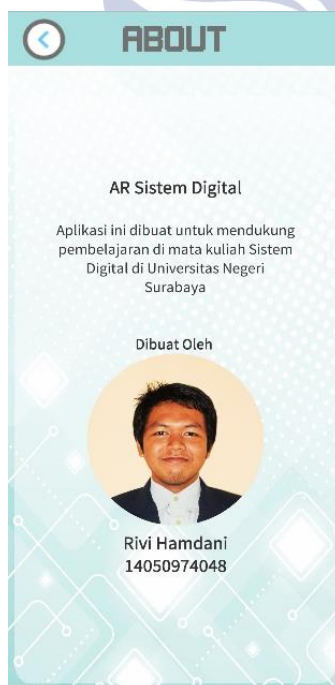 ABOUT
AR Sistem Digital
Aplikasi ini dibuat untuk mendukung
pembelajaran di mata kuliah Sistem
Digital di Universitas Negeri
Surabaya
Dibuat Oleh
Rivi Hamdani
14050974048